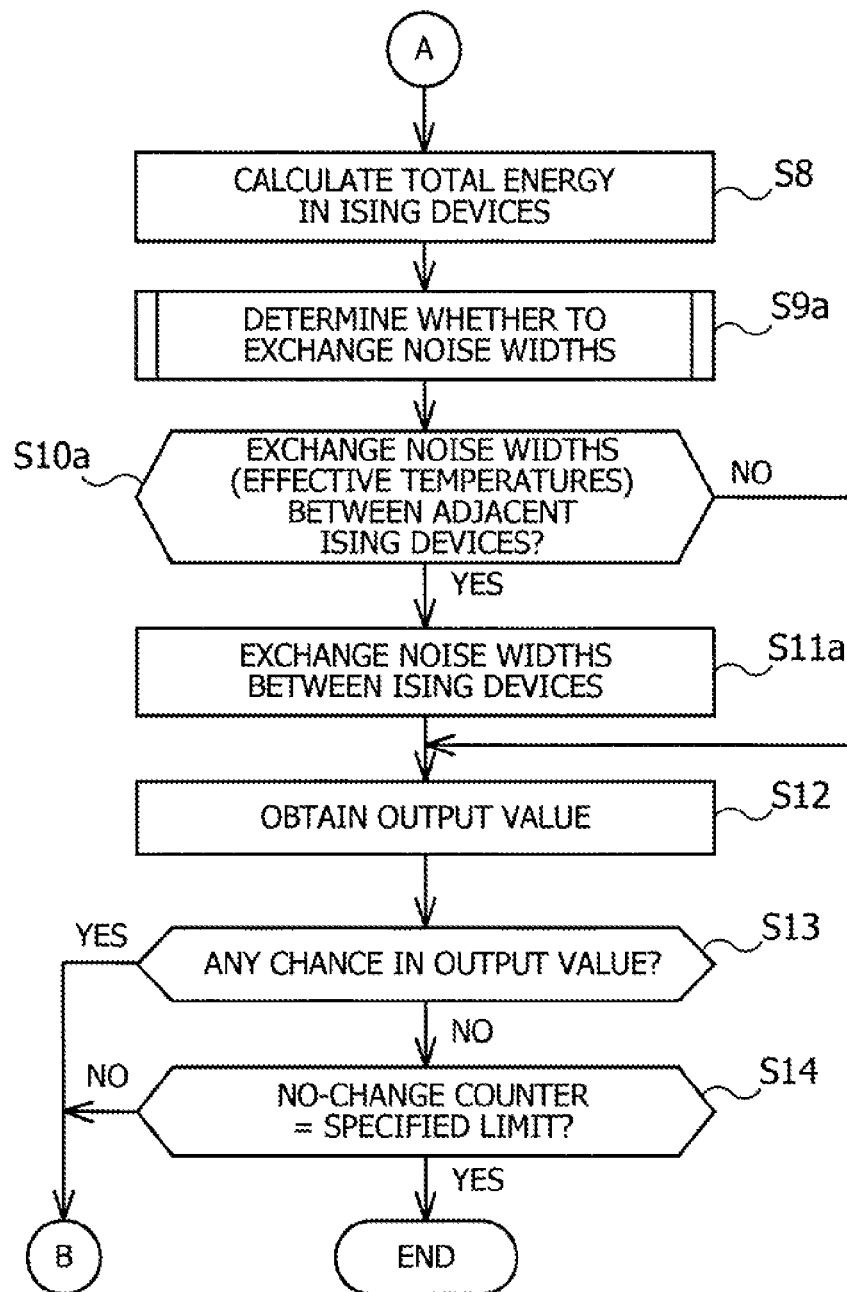 A
CALCULATE TOTAL ENERGY
IN ISING DEVICES
S8
DETERMINE WHETHER TO
EXCHANGE NOISE WIDTHS
S9a
S10a
EXCHANGE NOISE WIDTHS
(EFFECTIVE TEMPERATURES)
BETWEEN ADJACENT
ISING DEVICES?
NO
YES
EXCHANGE NOISE WIDTHS
BETWEEN ISING DEVICES
S11a
OBTAIN OUTPUT VALUE
S12
YES
ANY CHANCE IN OUTPUT VALUE?
S13
NO
NO
NO-CHANGE COUNTER
= SPECIFIED LIMIT?
S14
YES
B
END